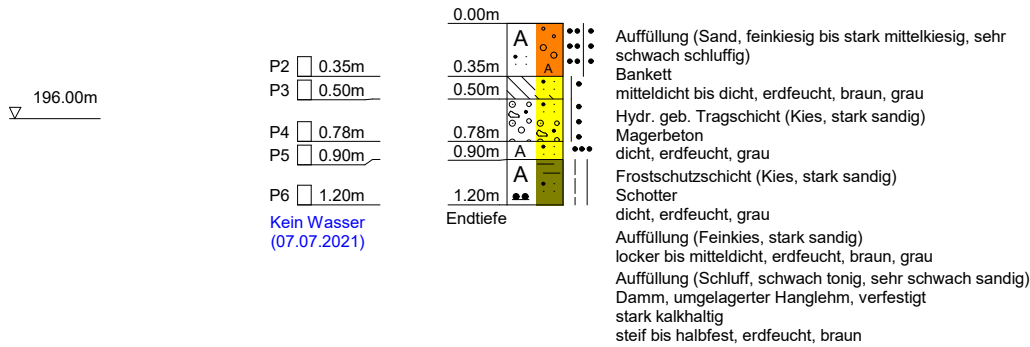 196.00m
P2 0.35m
P3 0.50m
P4 0.78m
P5 0.90m
P6 1.20m
Kein Wasser
(07.07.2021)
0.00m
0.35m
0.50m
0.78m
0.90m
1.20m
Endtiefe
A
A
A
A
Auffüllung (Sand, feinkiesig bis stark mittelkiesig, sehr
schwach schluffig)
Bankett
mitteldicht bis dicht, erdfeucht, braun, grau
Hydr. geb. Tragschicht (Kies, stark sandig)
Magerbeton
dicht, erdfeucht, grau
Frostschutzschicht (Kies, stark sandig)
Schotter
dicht, erdfeucht, grau
Auffüllung (Feinkies, stark sandig)
locker bis mitteldicht, erdfeucht, braun, grau
Auffüllung (Schluff, schwach tonig, sehr schwach sandig)
Damm, umgelagerter Hanglehm, verfestigt
stark kalkhaltig
steif bis halbfest, erdfeucht, braun